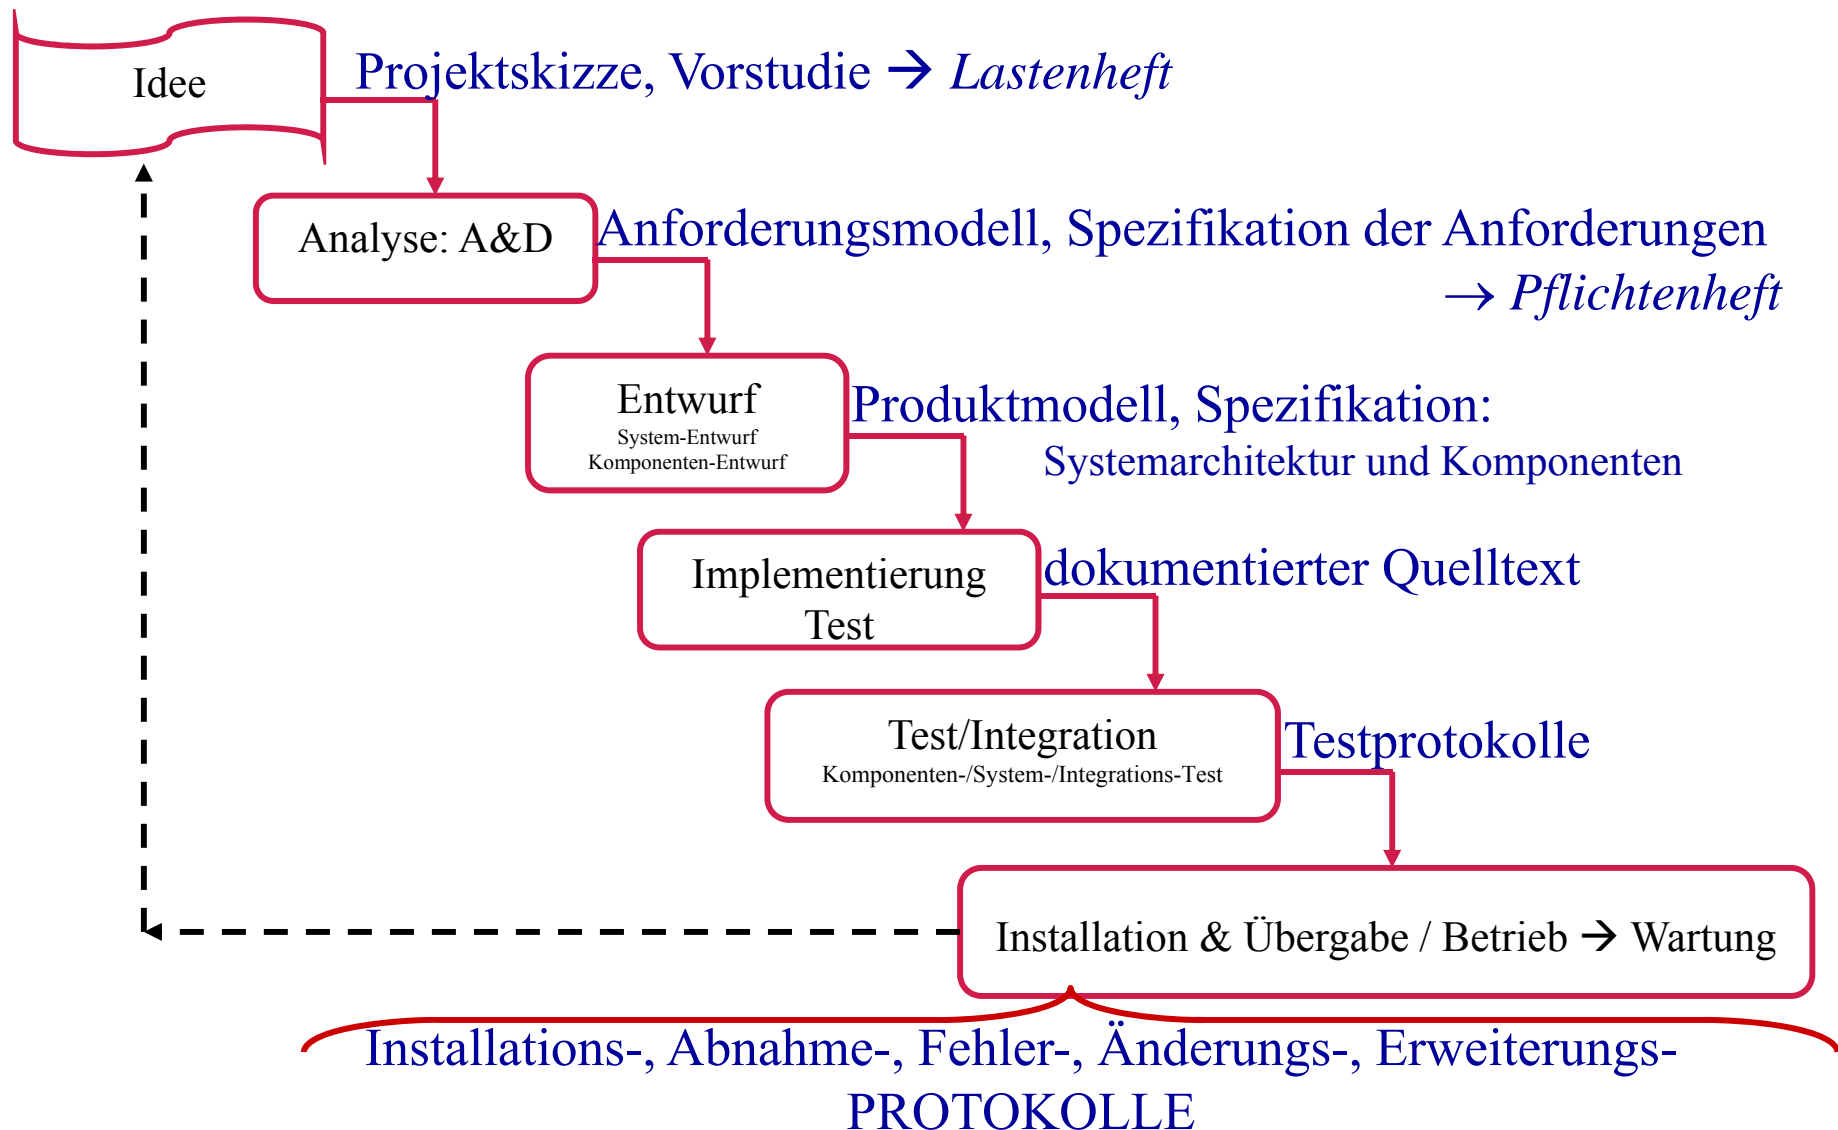 Idee
Projektskizze, Vorstudie → Lastenheft
Analyse: A&D
Anforderungsmodell, Spezifikation der Anforderungen
→ Pflichtenheft
Entwurf
System-Entwurf
Komponenten-Entwurf
Produktmodell, Spezifikation:
Systemarchitektur und Komponenten
Implementierung
Test
dokumentierter Quelltext
Test/Integration
Komponenten-/System-/Integrations-Test
Testprotokolle
Installation & Übergabe / Betrieb → Wartung
Installations-, Abnahme-, Fehler-, Änderungs-, Erweiterungs-
PROTOKOLLE